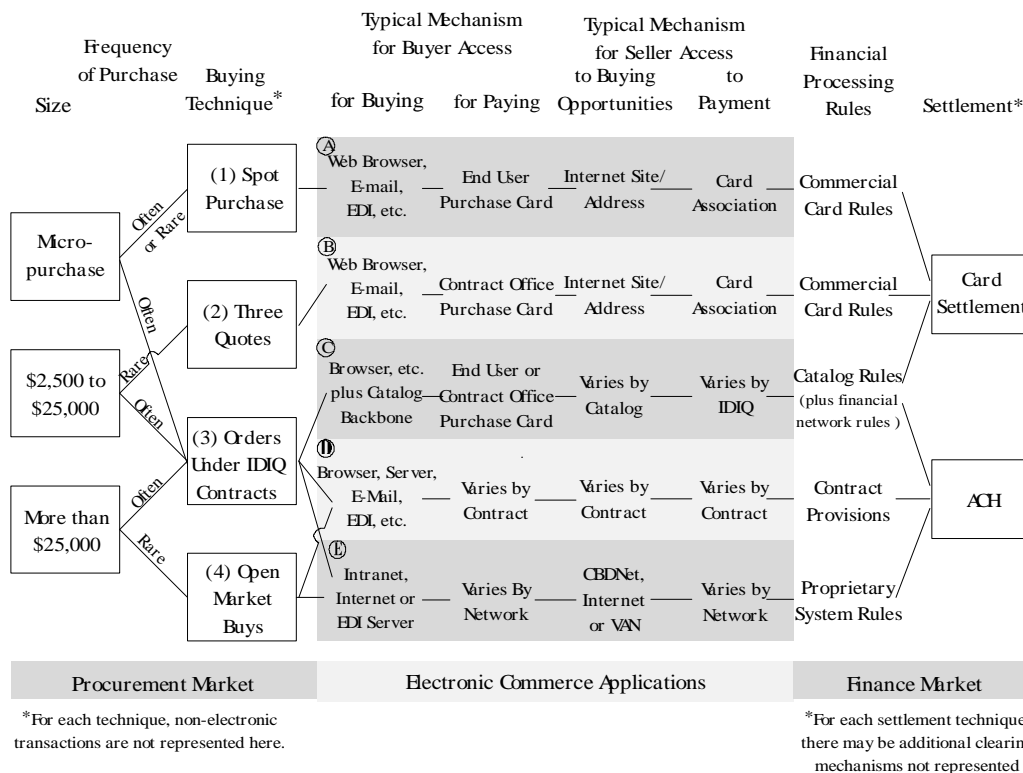 Frequency
of Purchase
Size
Buying
Technique*
Typical Mechanism
for Buyer Access
for Buying
for Paying
Typical Mechanism
for Seller Access
to Buying
Opportunities
to
Payment
Financial
Processing
Rules
Settlement*
Micro-
purchase
$2,500 to
$25,000
More than
$25,000
Often
or Rare
Often
Rare
Often
Often
Rare
(1) Spot
Purchase
(2) Three
Quotes
(3) Orders
Under IDIQ
Contracts
(4) Open
Market
Buys
A
Web Browser,
E-mail,
EDI, etc.
End User
Purchase Card
Internet Site/
Address
Card
Association
Commercial
Card Rules
B
Web Browser,
E-mail,
EDI, etc.
Contract Office
Purchase Card
Internet Site/
Address
Card
Association
Commercial
Card Rules
C
Browser, etc.
plus Catalog
Backbone
End User or
Contract Office
Purchase Card
Varies by
Catalog
Varies by
IDIQ
Catalog Rules
(plus financial
network rules )
D
Browser, Server,
E-Mail,
EDI, etc.
Varies by
Contract
Varies by
Contract
Varies by
Contract
Contract
Provisions
E
Intranet,
Internet or
EDI Server
Varies By
Network
CBDNet,
Internet
or VAN
Varies by
Network
Proprietary
System Rules
Card
Settlement
ACH
Procurement Market
Electronic Commerce Applications
Finance Market
*For each technique, non-electronic
transactions are not represented here.
*For each settlement technique
there may be additional clearin
mechanisms not represented